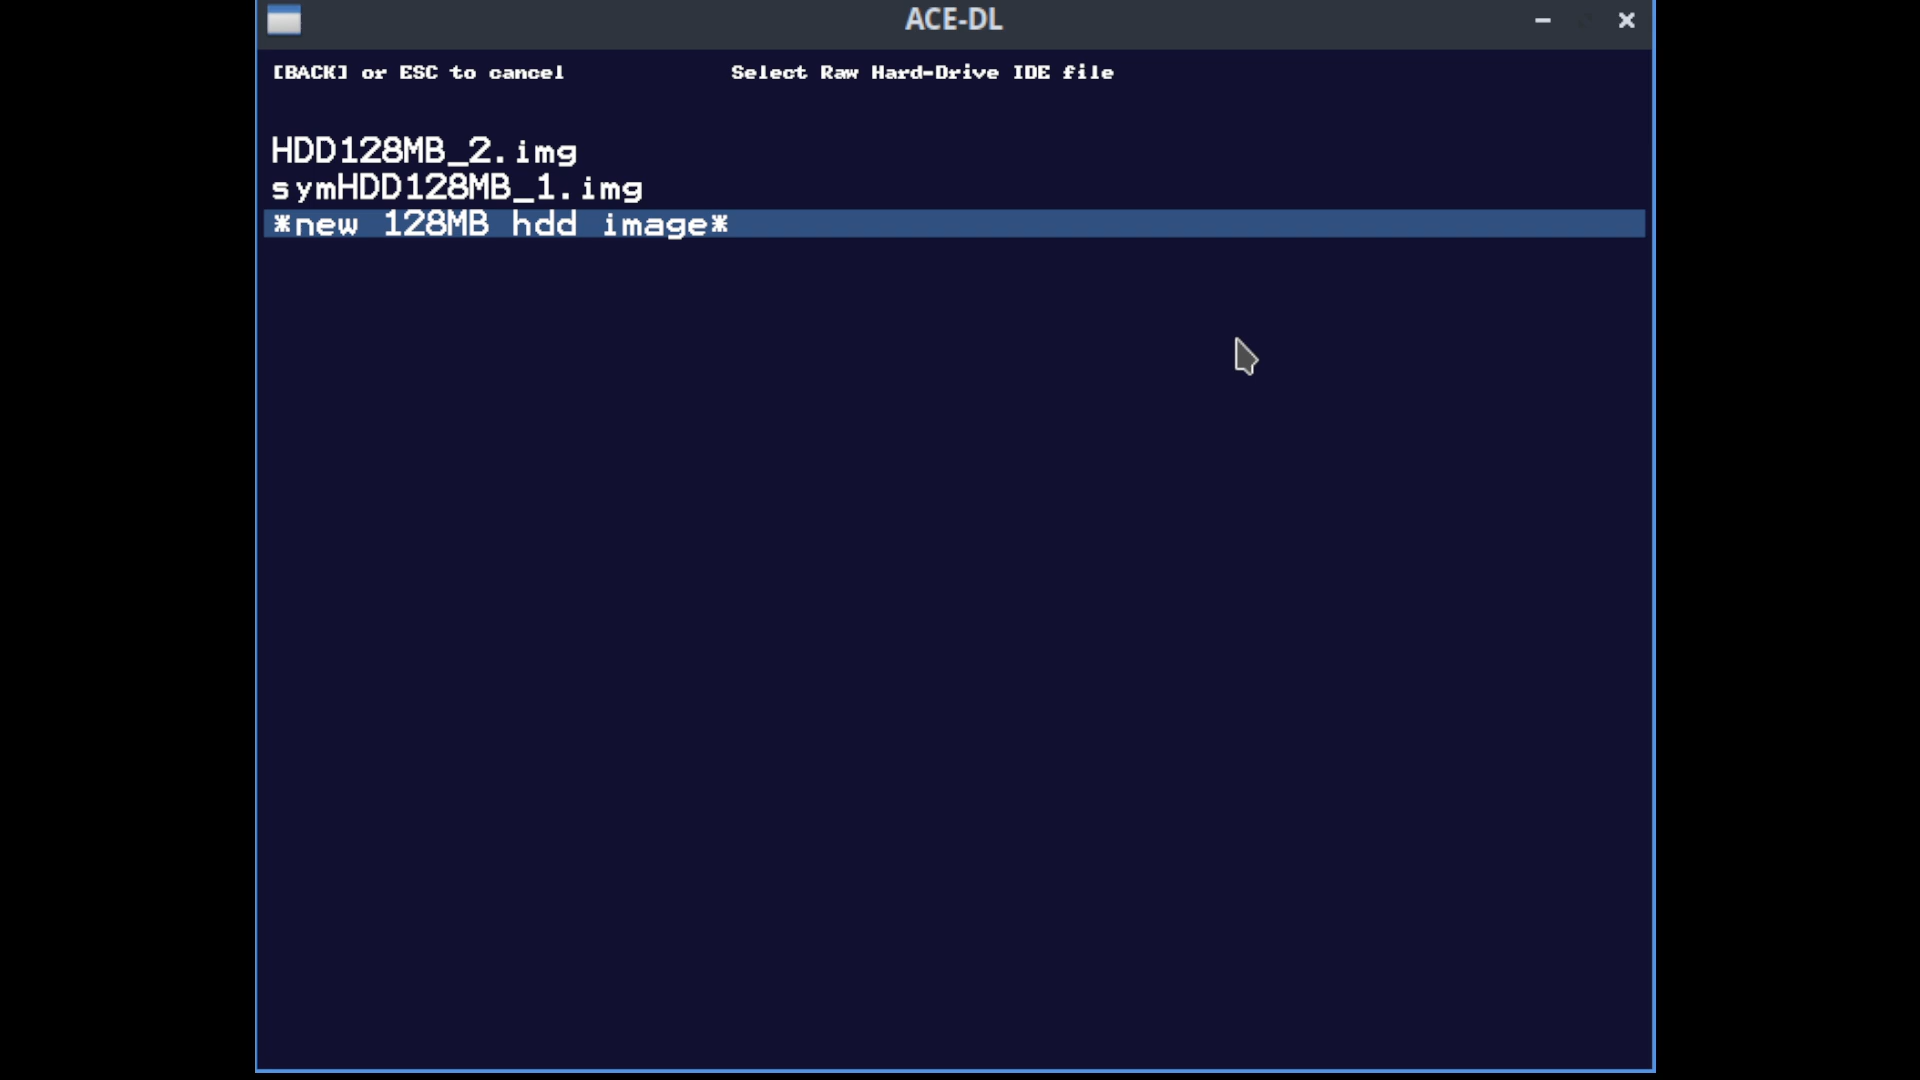 ACE-DL
[BACK] or ESC to cancel Select Raw Hard-Drive IDE file
HDD128MB_2.img
symHDD128MB_1.img
*new 128MB hdd image*